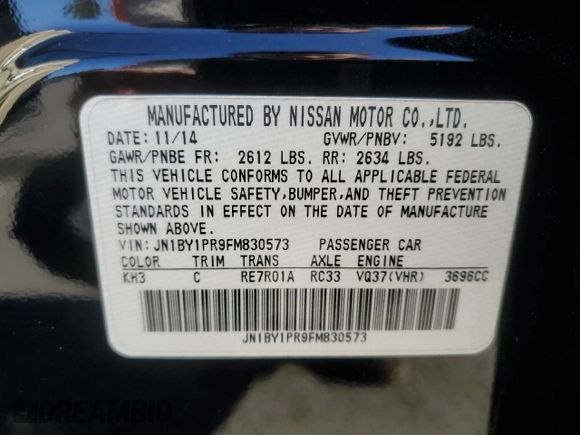 MANUFACTURED BY NISSAN MOTOR CO.,LTD.
DATE: 11/14 GVWR/PNBV: 5192 LBS.
GAWR/PNBE FR: 2612 LBS. RR: 2634 LBS.
THIS VEHICLE CONFORMS TO ALL APPLICABLE FEDERAL
MOTOR VEHICLE SAFETY,BUMPER,AND THEFT PREVENTION
STANDARDS IN EFFECT ON THE DATE OF MANUFACTURE
SHOWN ABOVE.
VIN: JN1BY1PR9FM830573 PASSENGER CAR
COLOR TRIM TRANS AXLE ENGINE
KH3 C RE7R01A RC33 VQ37(VHR) 3696CC
JN1BY1PR9FM830573
DREAMBID